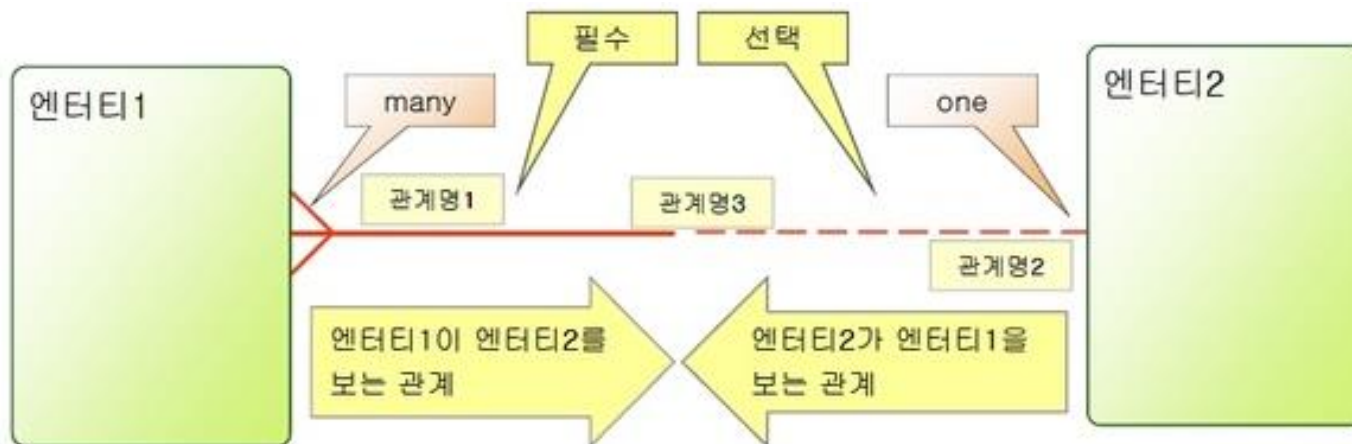 필수
선택
엔터티1
many
one
엔터티2
관계명1
관계명3
관계명2
엔터티1이 엔터티2를
보는 관계
엔터티2가 엔터티1을
보는 관계